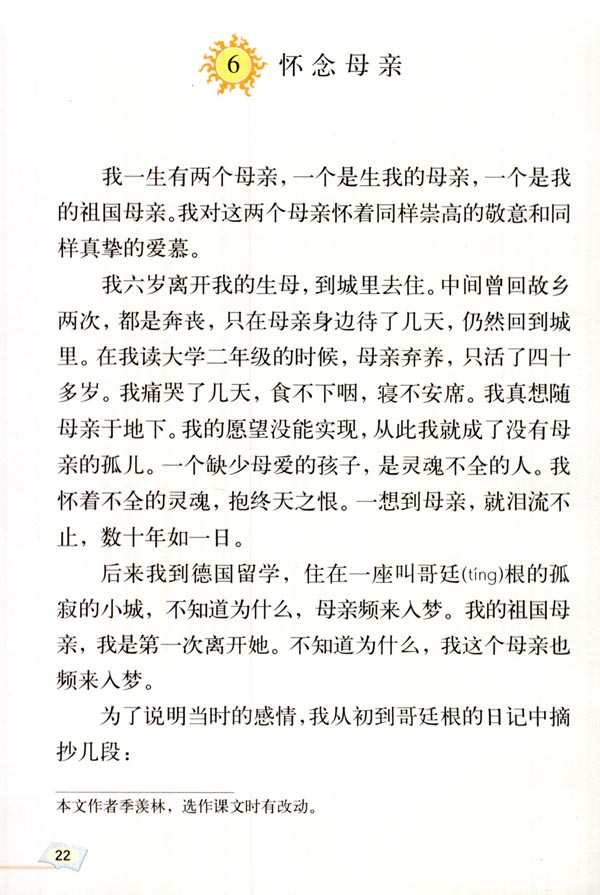 6 怀念母亲
我一生有两个母亲，一个是生我的母亲，一个是我
的祖国母亲。我对这两个母亲怀着同样崇高的敬意和同
样真挚的爱慕。
我六岁离开我的生母，到城里去住。中间曾回故乡
两次，都是奔丧，只在母亲身边待了几天，仍然回到城
里。在我读大学二年级的时候，母亲弃养，只活了四十
多岁。我痛哭了几天，食不下咽，寝不安席。我真想随
母亲于地下。我的愿望没能实现，从此我就成了没有母
亲的孤儿。一个缺少母爱的孩子，是灵魂不全的人。我
怀着不全的灵魂，抱终天之恨。一想到母亲，就泪流不
止，数十年如一日。
后来我到德国留学，住在一座叫哥廷(tíng)根的孤
寂的小城，不知道为什么，母亲频来入梦。我的祖国母
亲，我是第一次离开她。不知道为什么，我这个母亲也
频来入梦。
为了说明当时的感情，我从初到哥廷根的日记中摘
抄几段：
本文作者季羡林，选作课文时有改动。
22